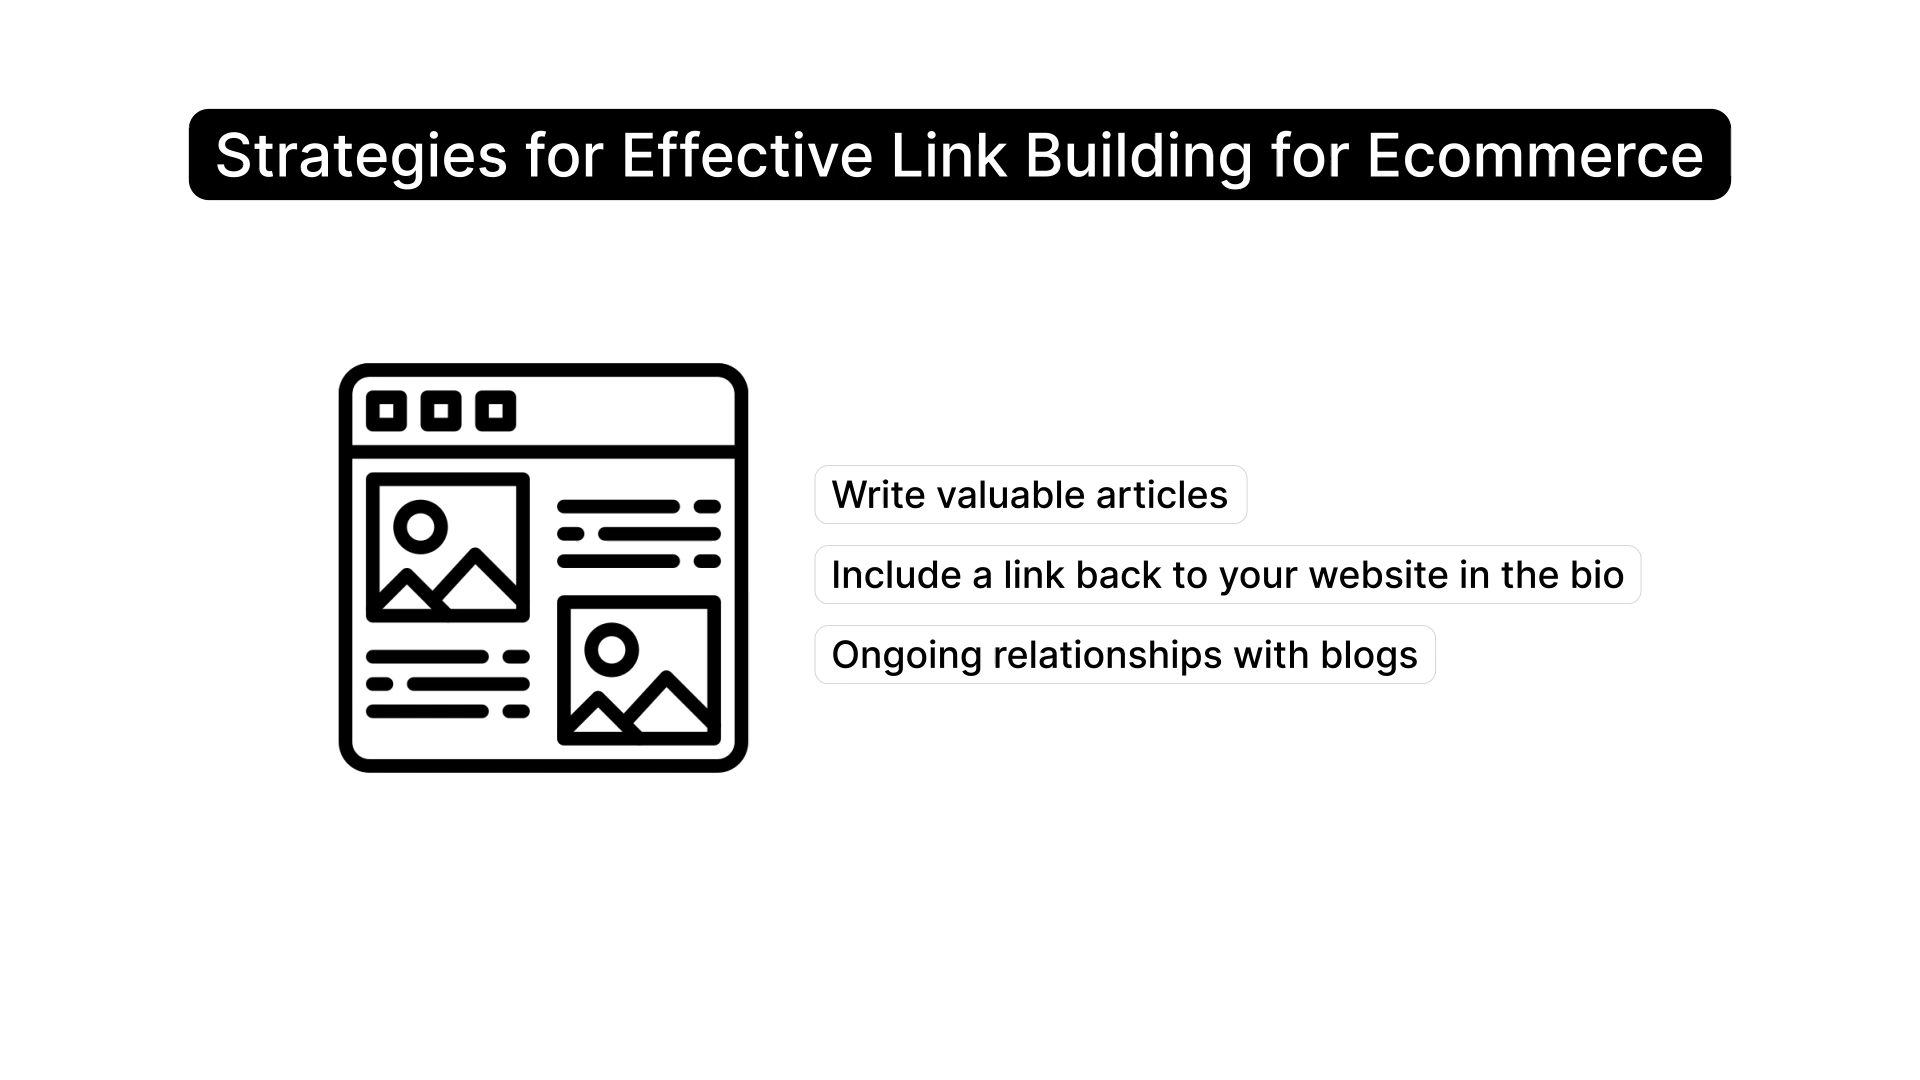 Strategies for Effective Link Building for Ecommerce
Write valuable articles
Include a link back to your website in the bio
Ongoing relationships with blogs